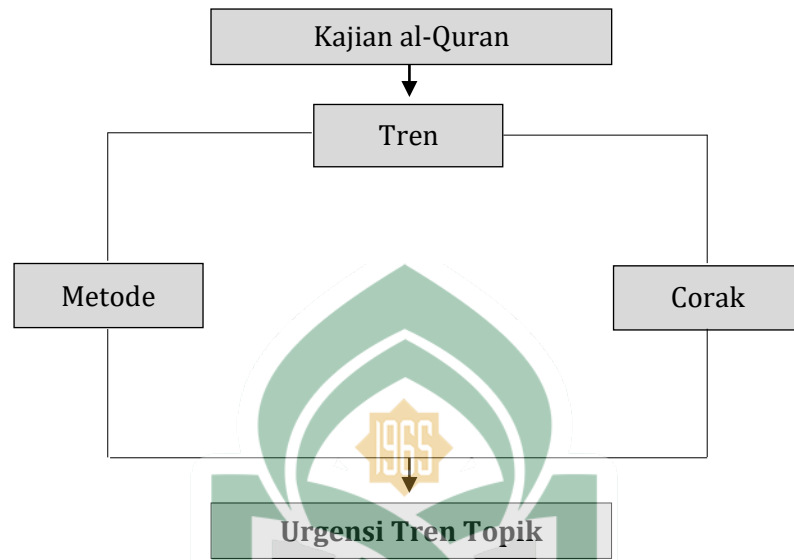 Kajian al-Quran
Tren
Metode
Corak
1965
Urgensi Tren Topik